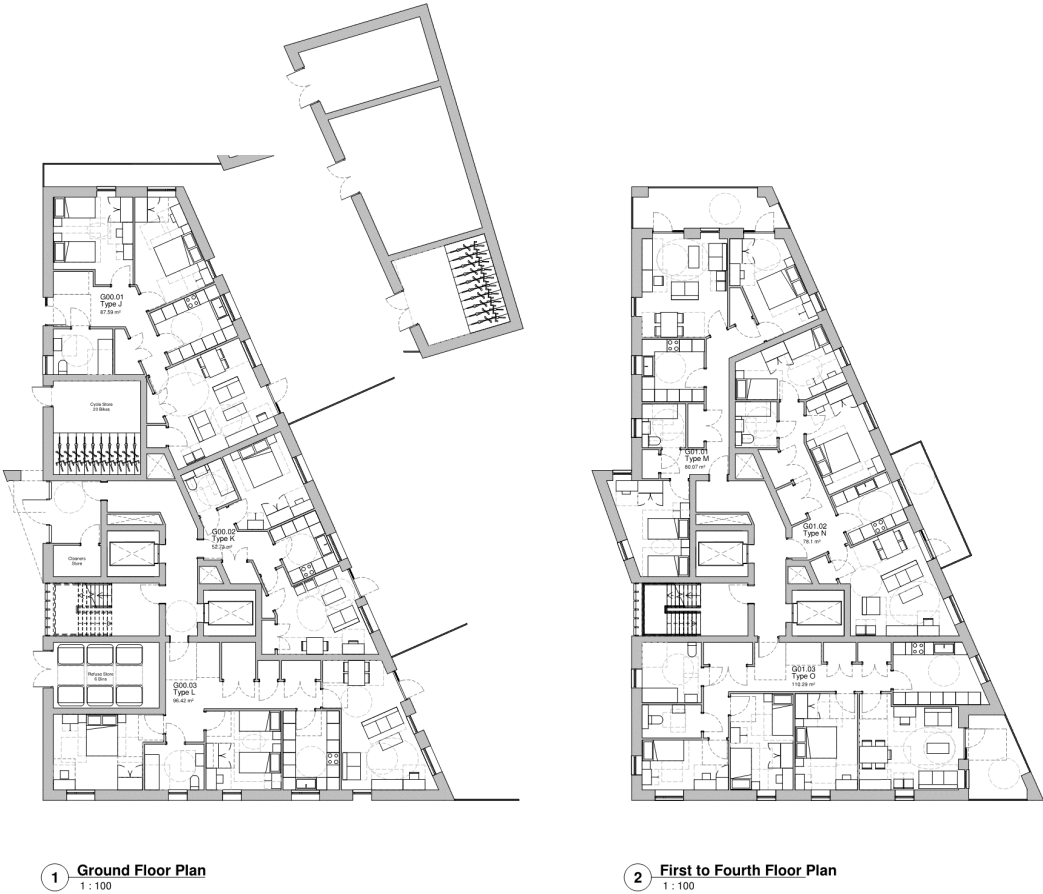 G00.01
Type J
87.59 m²
Cycle Store
23 Bikes
G00.02
Type K
52.73 m²
Cleaners
Store
Refuse Store
6 Bins
G00.03
Type L
96.42 m²
1
Ground Floor Plan
1 : 100
G01.01
Type M
80.07 m²
G01.02
Type N
76.1 m²
G01.03
Type O
110.29 m²
2
First to Fourth Floor Plan
1 : 100